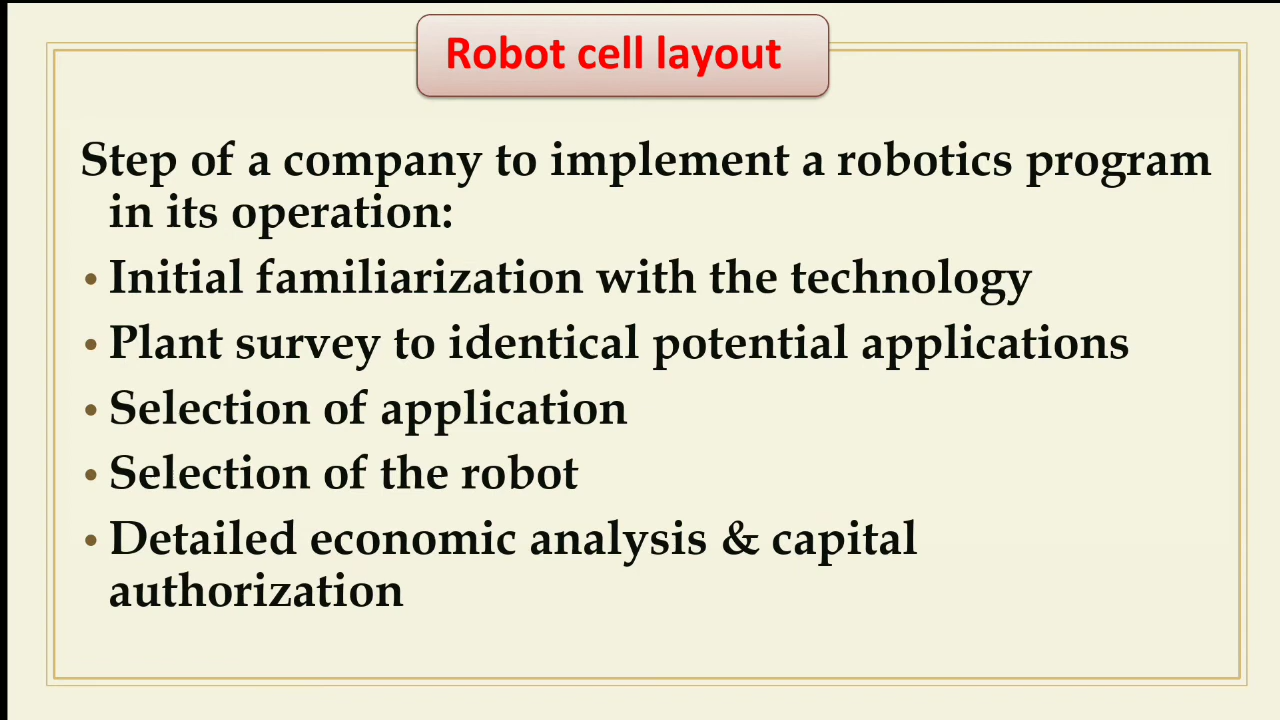 Robot cell layout
Step of a company to implement a robotics program
in its operation:
• Initial familiarization with the technology
• Plant survey to identical potential applications
• Selection of application
• Selection of the robot
• Detailed economic analysis & capital
authorization